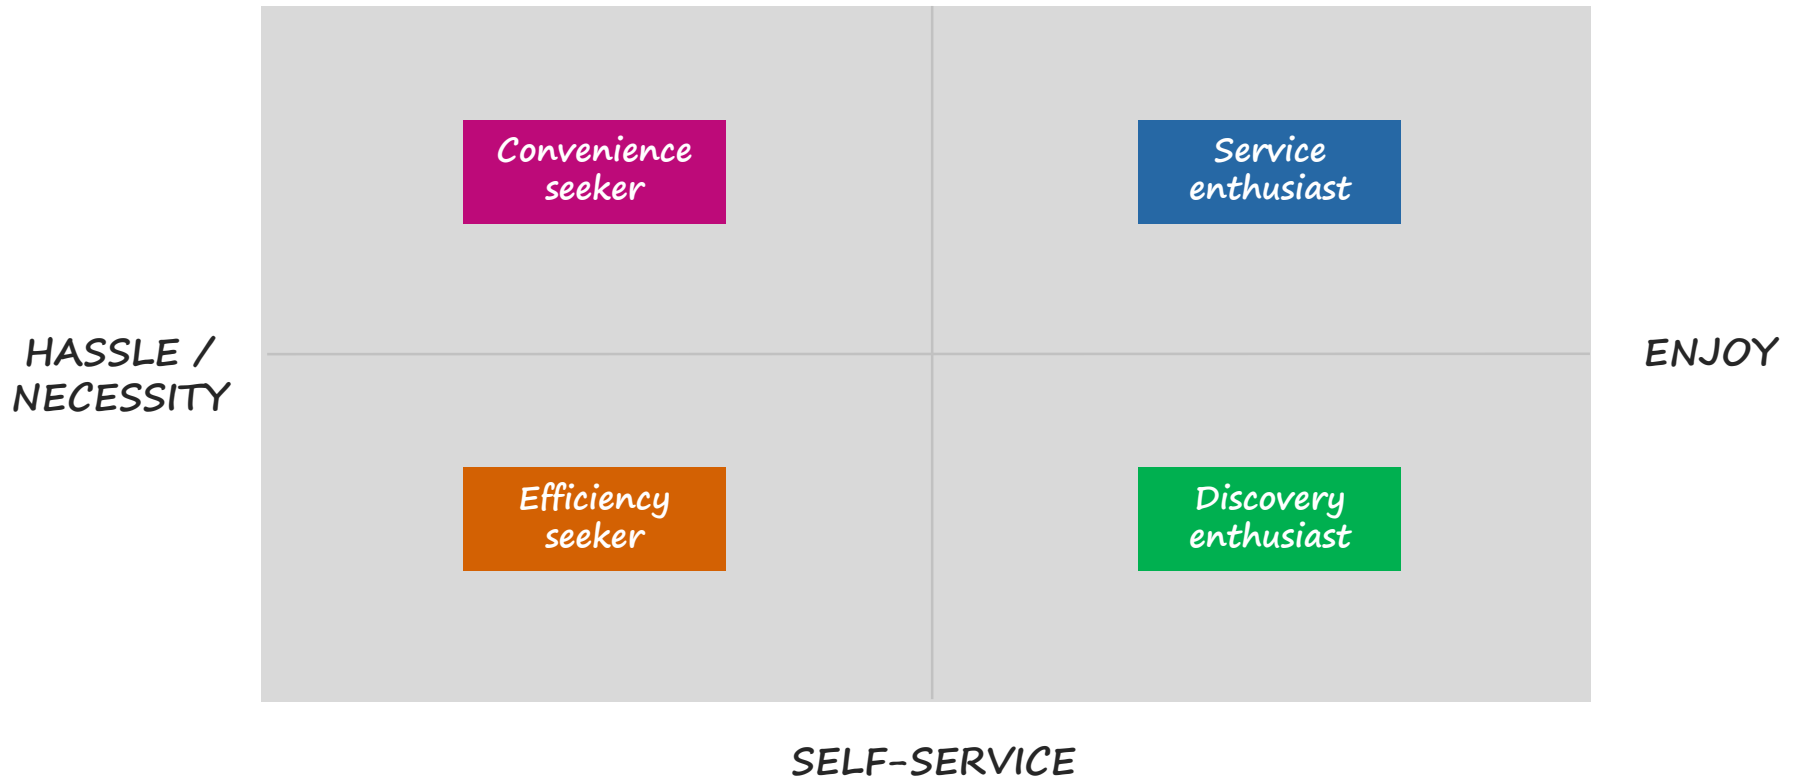 Convenience
seeker
Service
enthusiast
HASSLE /
NECESSITY
ENJOY
Efficiency
seeker
Discovery
enthusiast
SELF-SERVICE